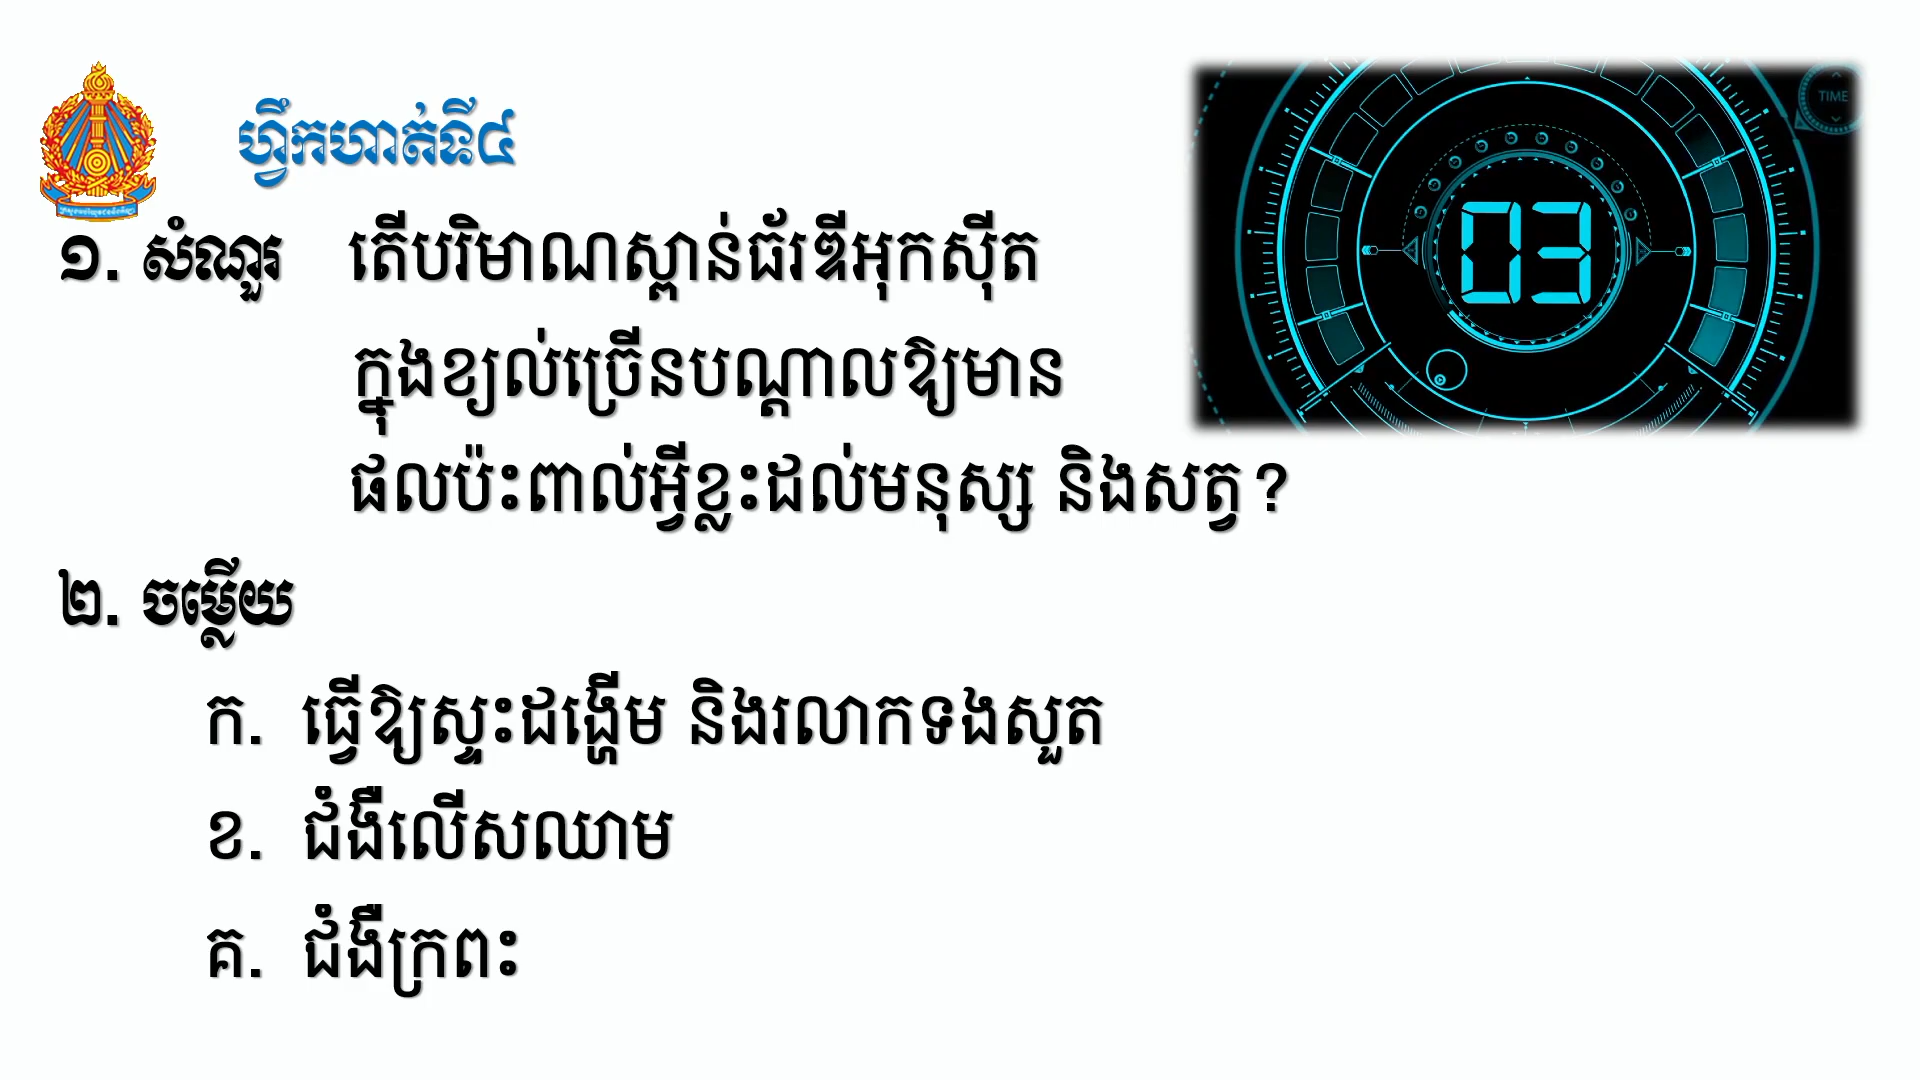 ហ្វឹកហាត់ទី៤
TIME
១. សំណួរ តើបរិមាណស្ពាន់ធ័រឌីអុកស៊ីត
03
ក្នុងខ្យល់ច្រើនបណ្ដាលឱ្យមាន
ផលប៉ះពាល់អ្វីខ្លះដល់មនុស្ស និងសត្វ?
២. ចម្លើយ
ក. ធ្វើឱ្យស្ទះដង្ហើម និងរលាកទងសួត
ខ. ជំងឺលើសឈាម
គ. ជំងឺក្រពះ